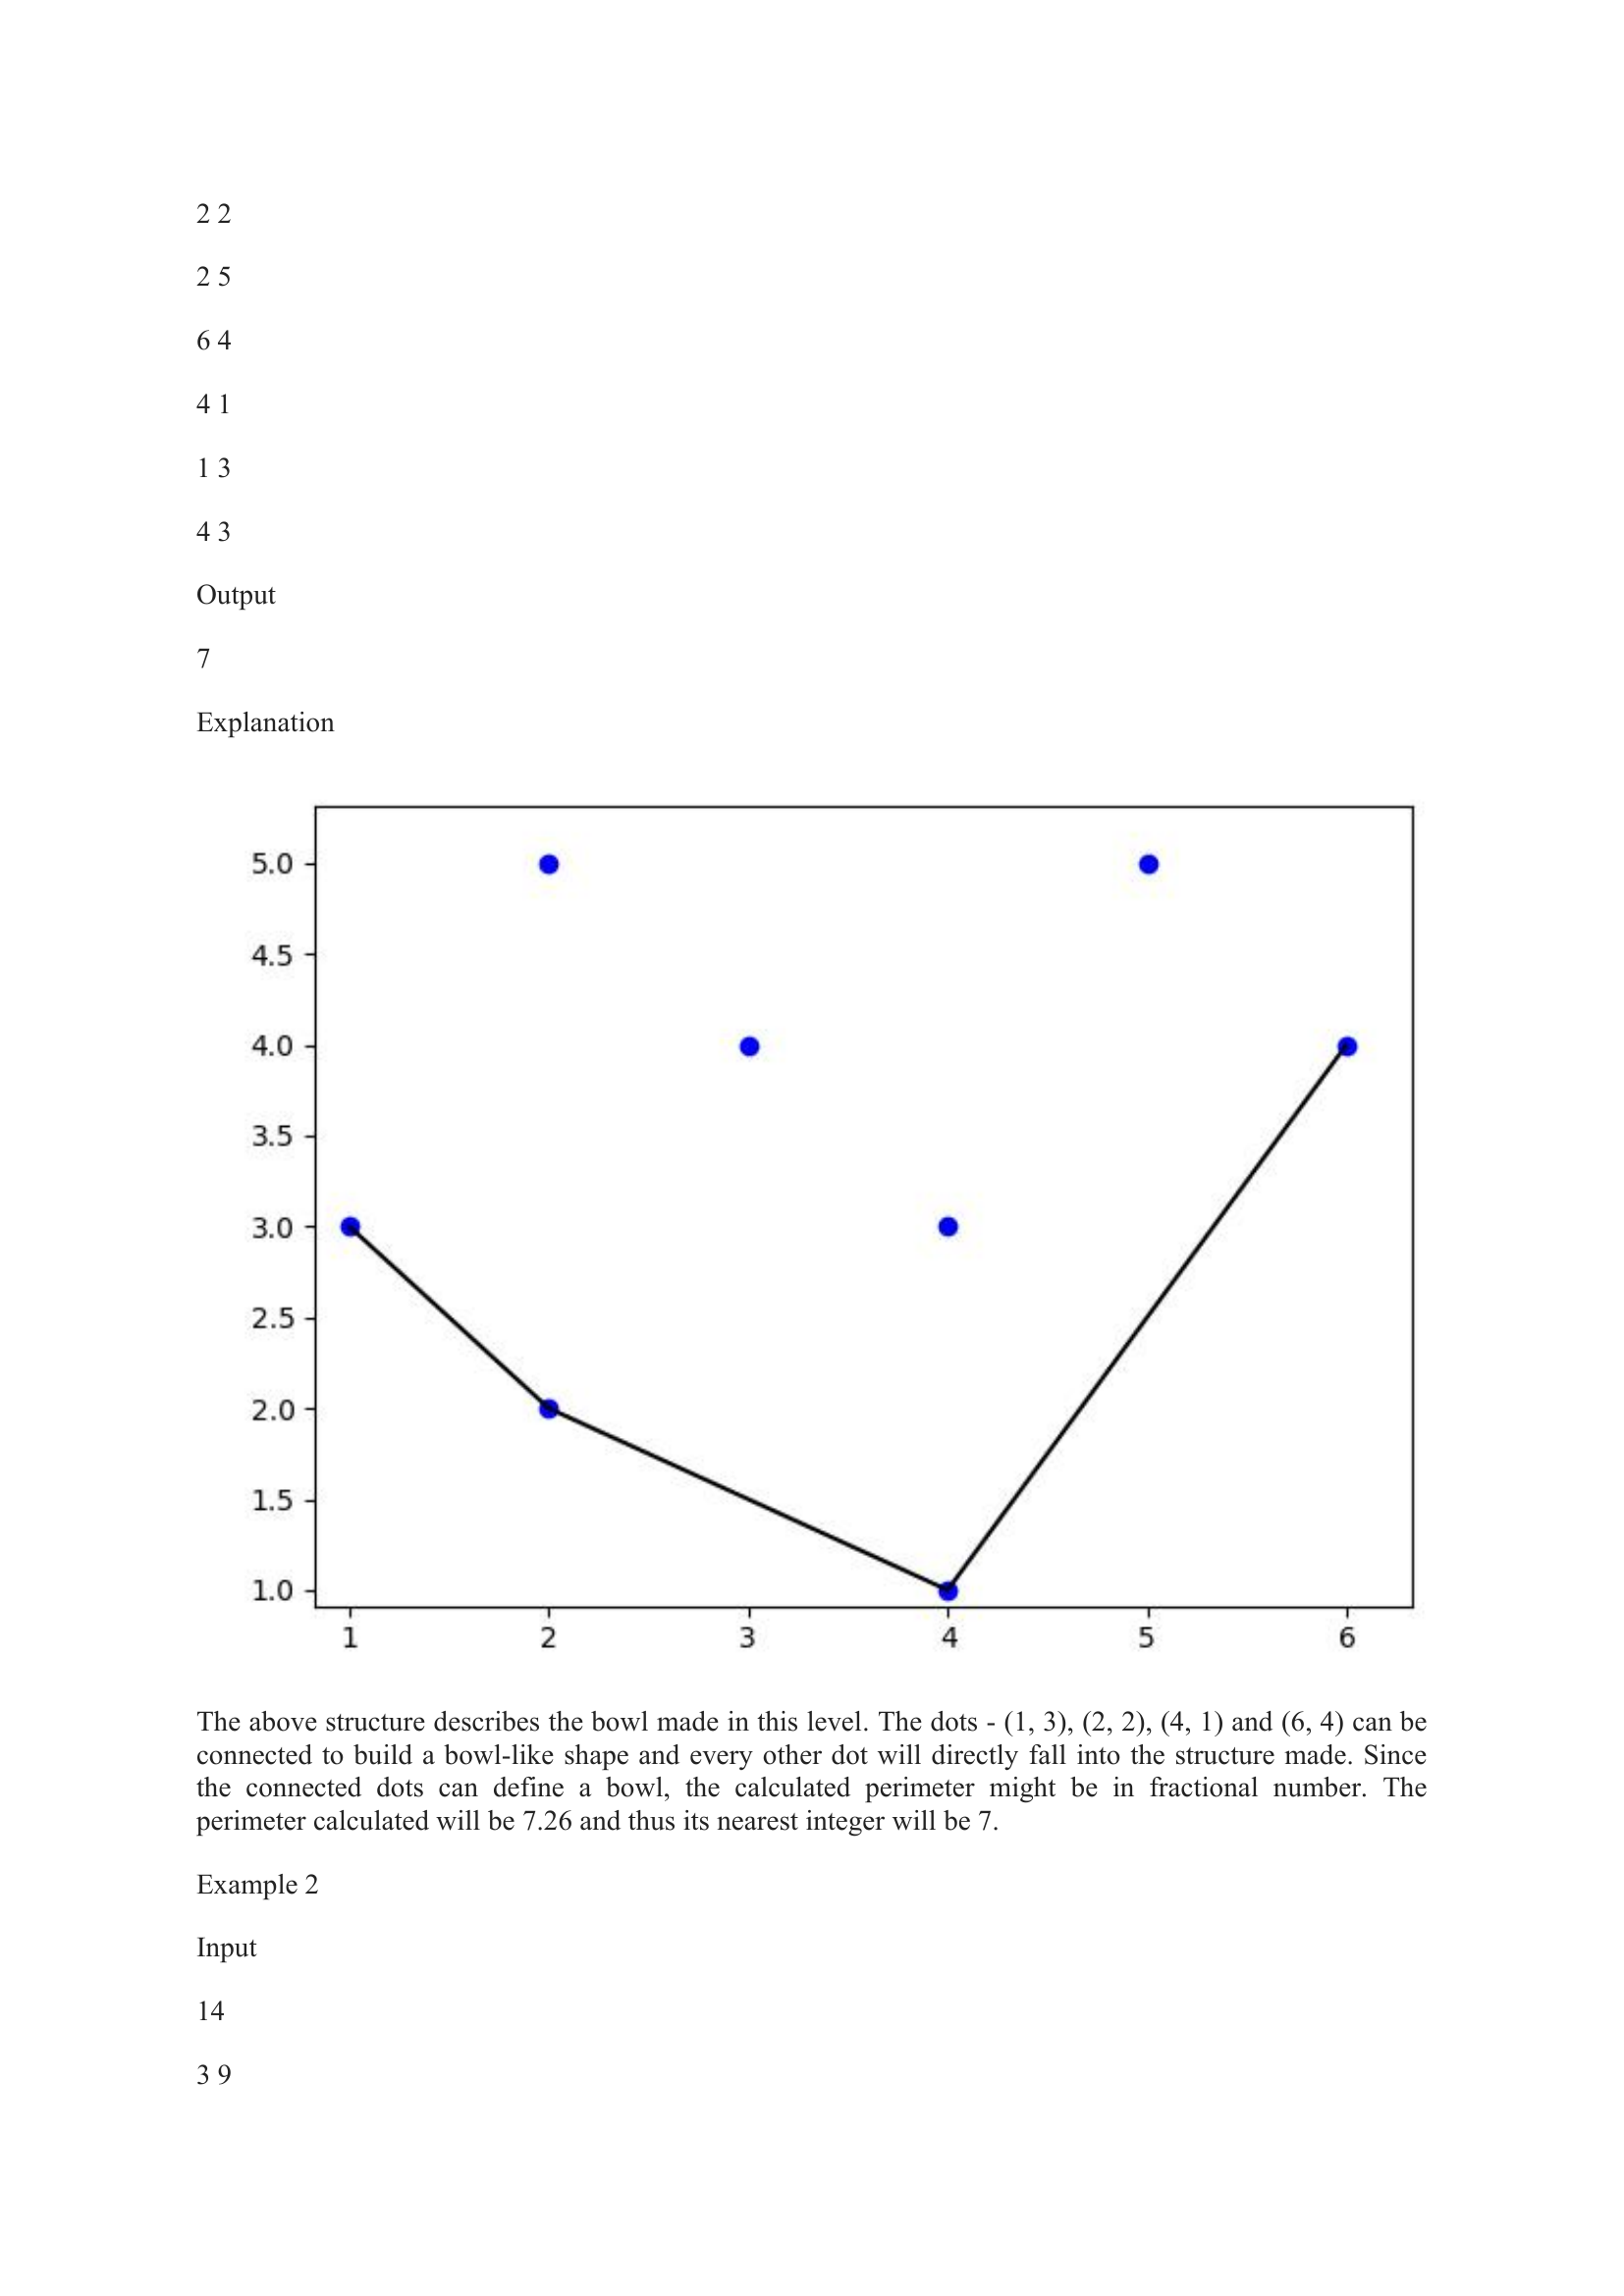 2 2
2 5
6 4
4 1
1 3
4 3
Output
7
Explanation
5.0
4.5
4.0
3.5
3.0
2.5
2.0
1.5
1.0
1 2 3 4 5 6
The above structure describes the bowl made in this level. The dots - (1, 3), (2, 2), (4, 1) and (6, 4) can be
connected to build a bowl-like shape and every other dot will directly fall into the structure made. Since
the connected dots can define a bowl, the calculated perimeter might be in fractional number. The
perimeter calculated will be 7.26 and thus its nearest integer will be 7.
Example 2
Input
14
3 9